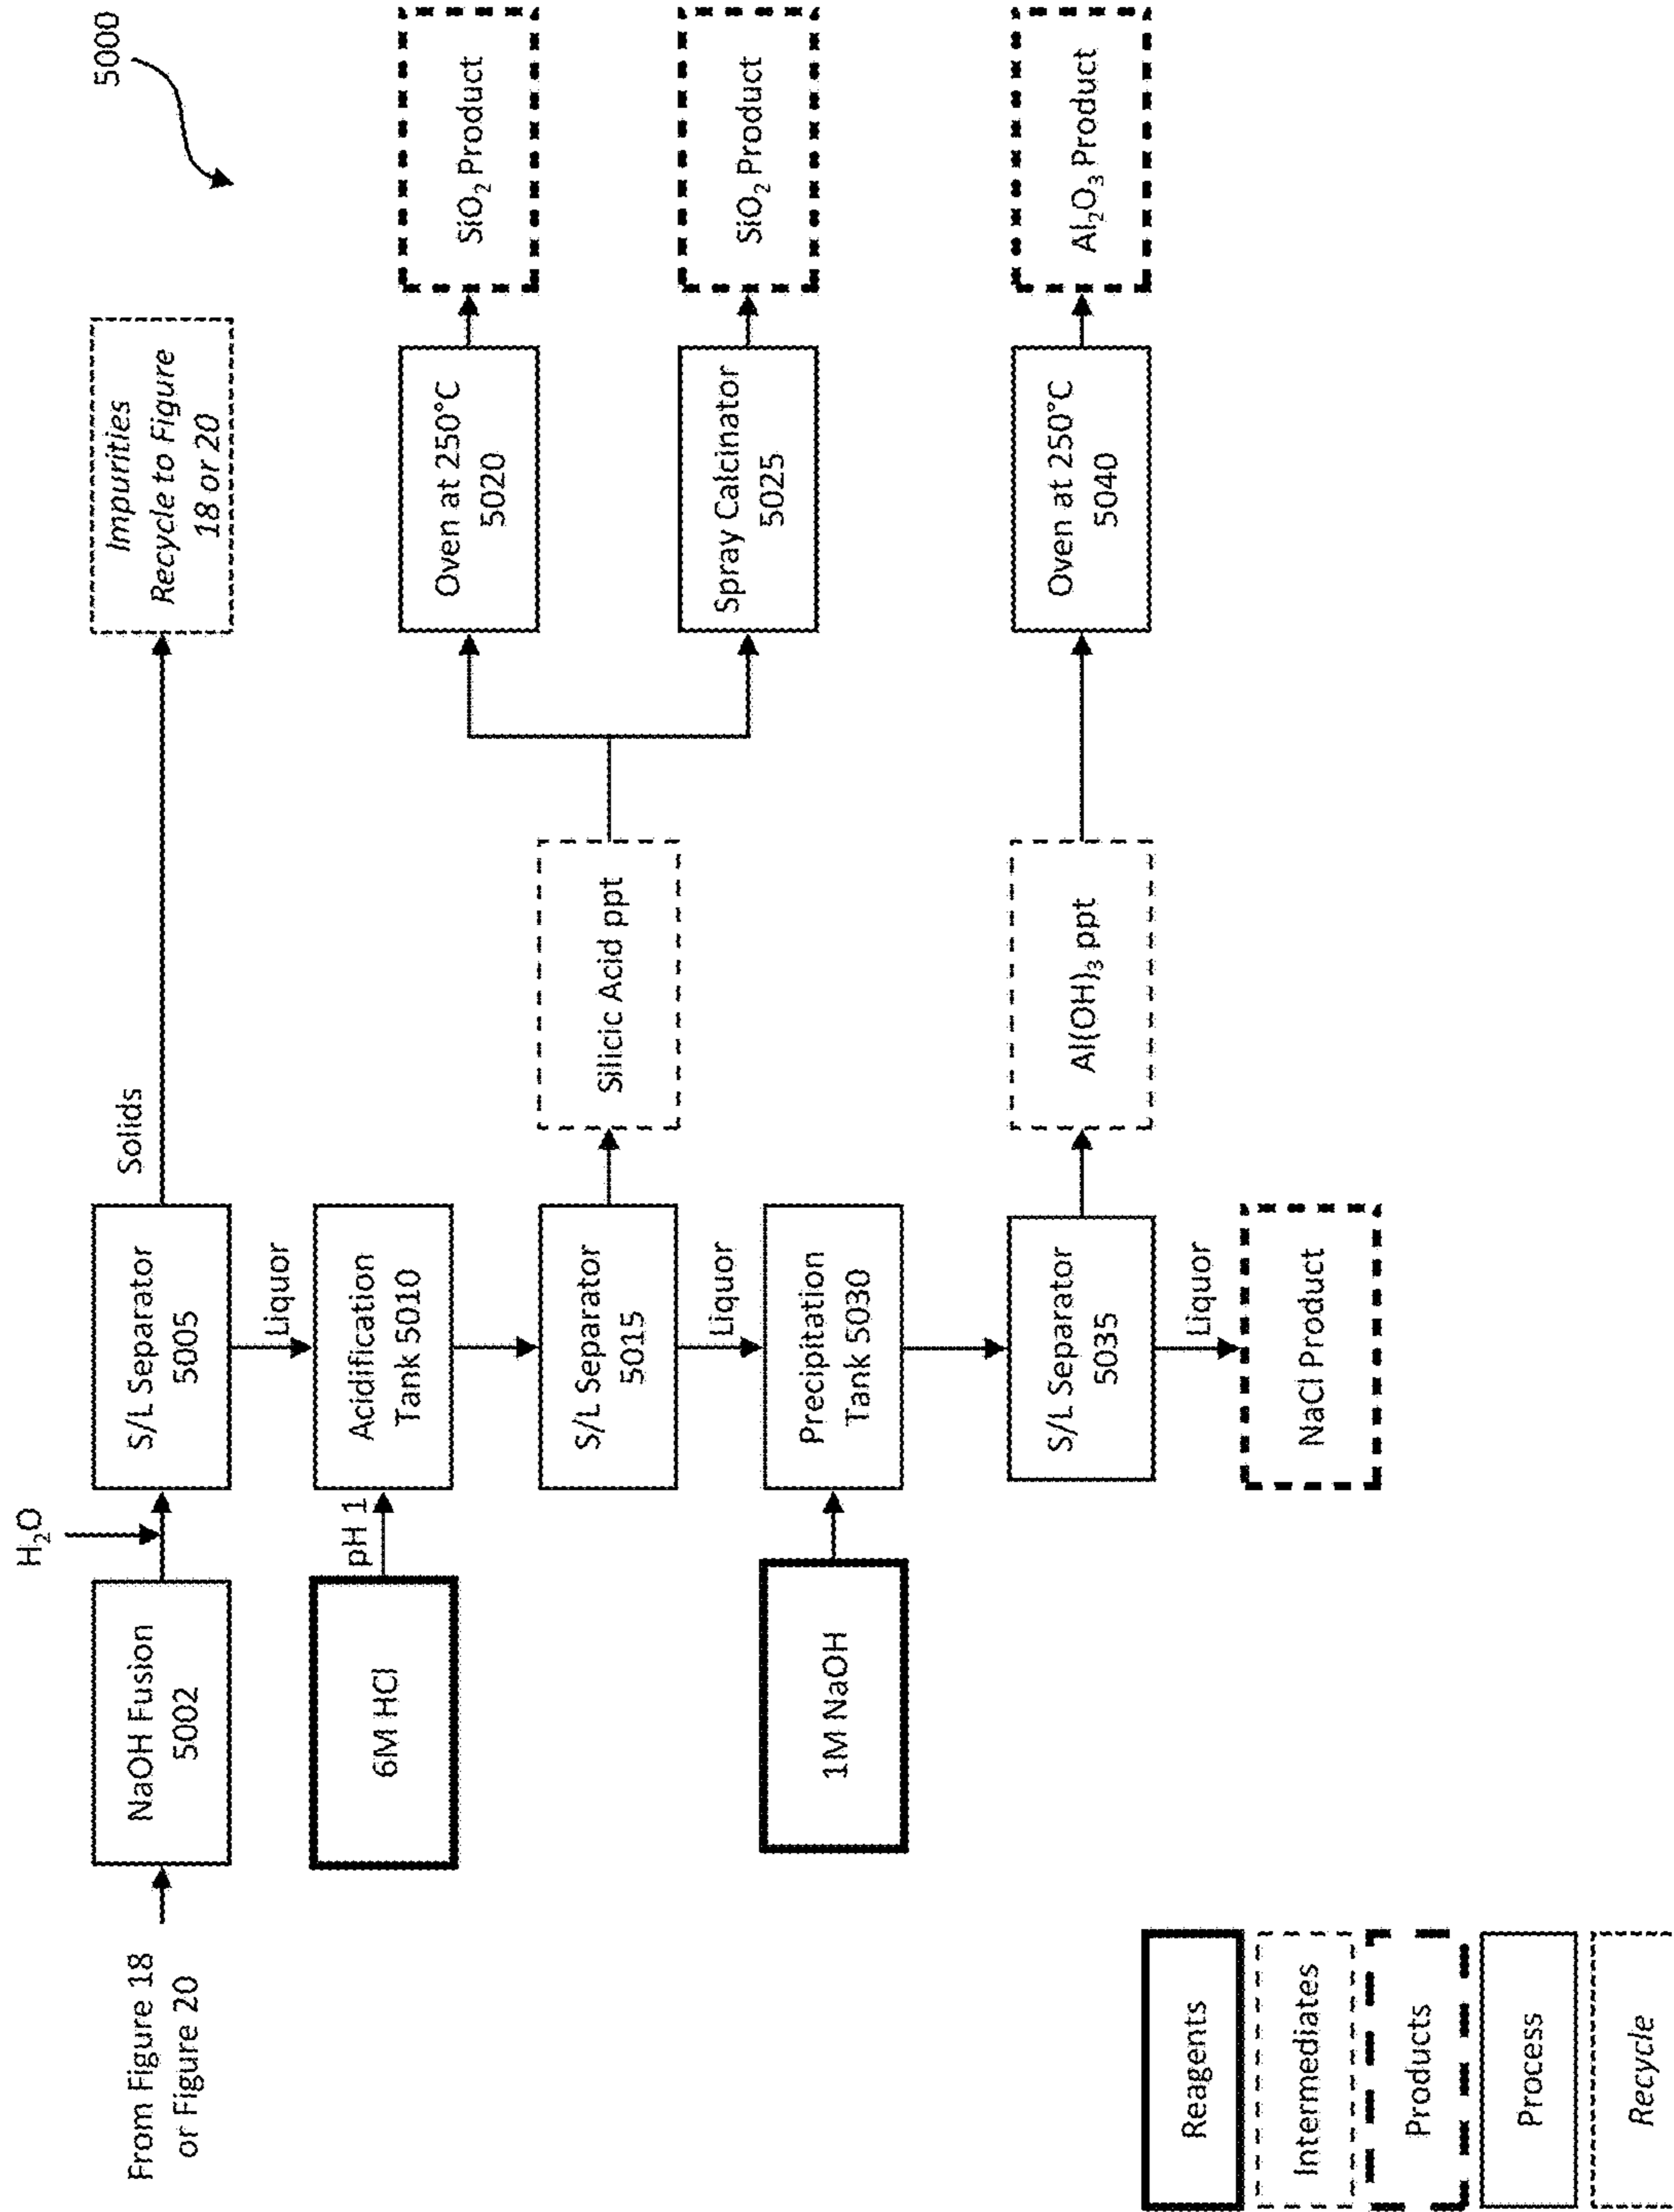 5000
H₂O
From Figure 18
or Figure 20
NaOH Fusion
5002
S/L Separator
5005
Solids
Impurities
Recycle to Figure
18 or 20
Liquor
6M HCl
pH 1
Acidification
Tank 5010
Oven at 250°C
5020
SiO₂ Product
S/L Separator
5015
Silicic Acid ppt
Spray Calcinator
5025
SiO₂ Product
Liquor
1M NaOH
Precipitation
Tank 5030
S/L Separator
5035
Al(OH)₃ ppt
Oven at 250°C
5040
Al₂O₃ Product
Liquor
NaCl Product
Reagents
Intermediates
Products
Process
Recycle